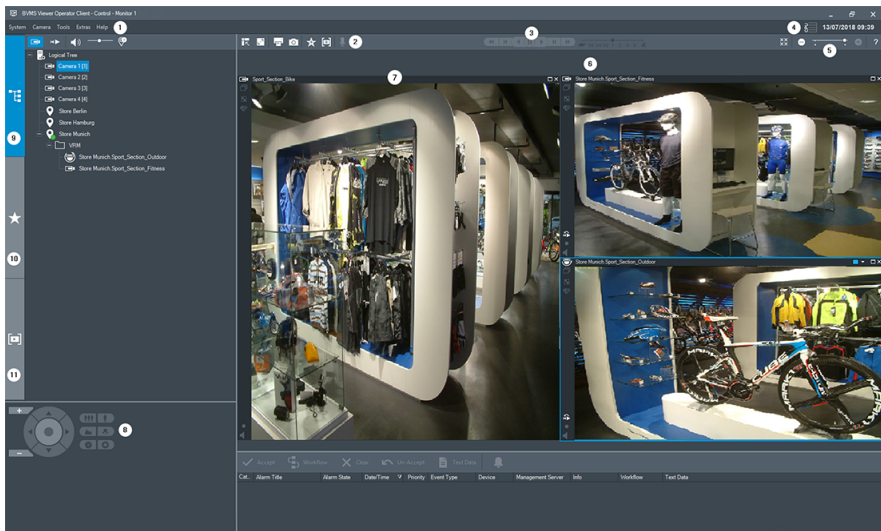 BVMS Viewer Operator Client - Control - Monitor 1
System Camera Tools Extras Help 1
4 13/07/2018 09:39
2
3
5
?
Logical Tree
Camera 1 [1]
Camera 2 [2]
Camera 3 [3]
Camera 4 [4]
Store Berlin
Store Hamburg
Store Munich
VRM
Store Munich.Sport_Section_Outdoor
Store Munich.Sport_Section_Fitness
9
10
11
8
Sport_Section_Bike
7
6
Store Munich.Sport_Section_Fitness
Store Munich.Sport_Section_Outdoor
Accept Workflow Clear Un-Accept Text Data
Cat.. Alarm Title Alarm State Date/Time Priority Event Type Device Management Server Info Workflow Text Data